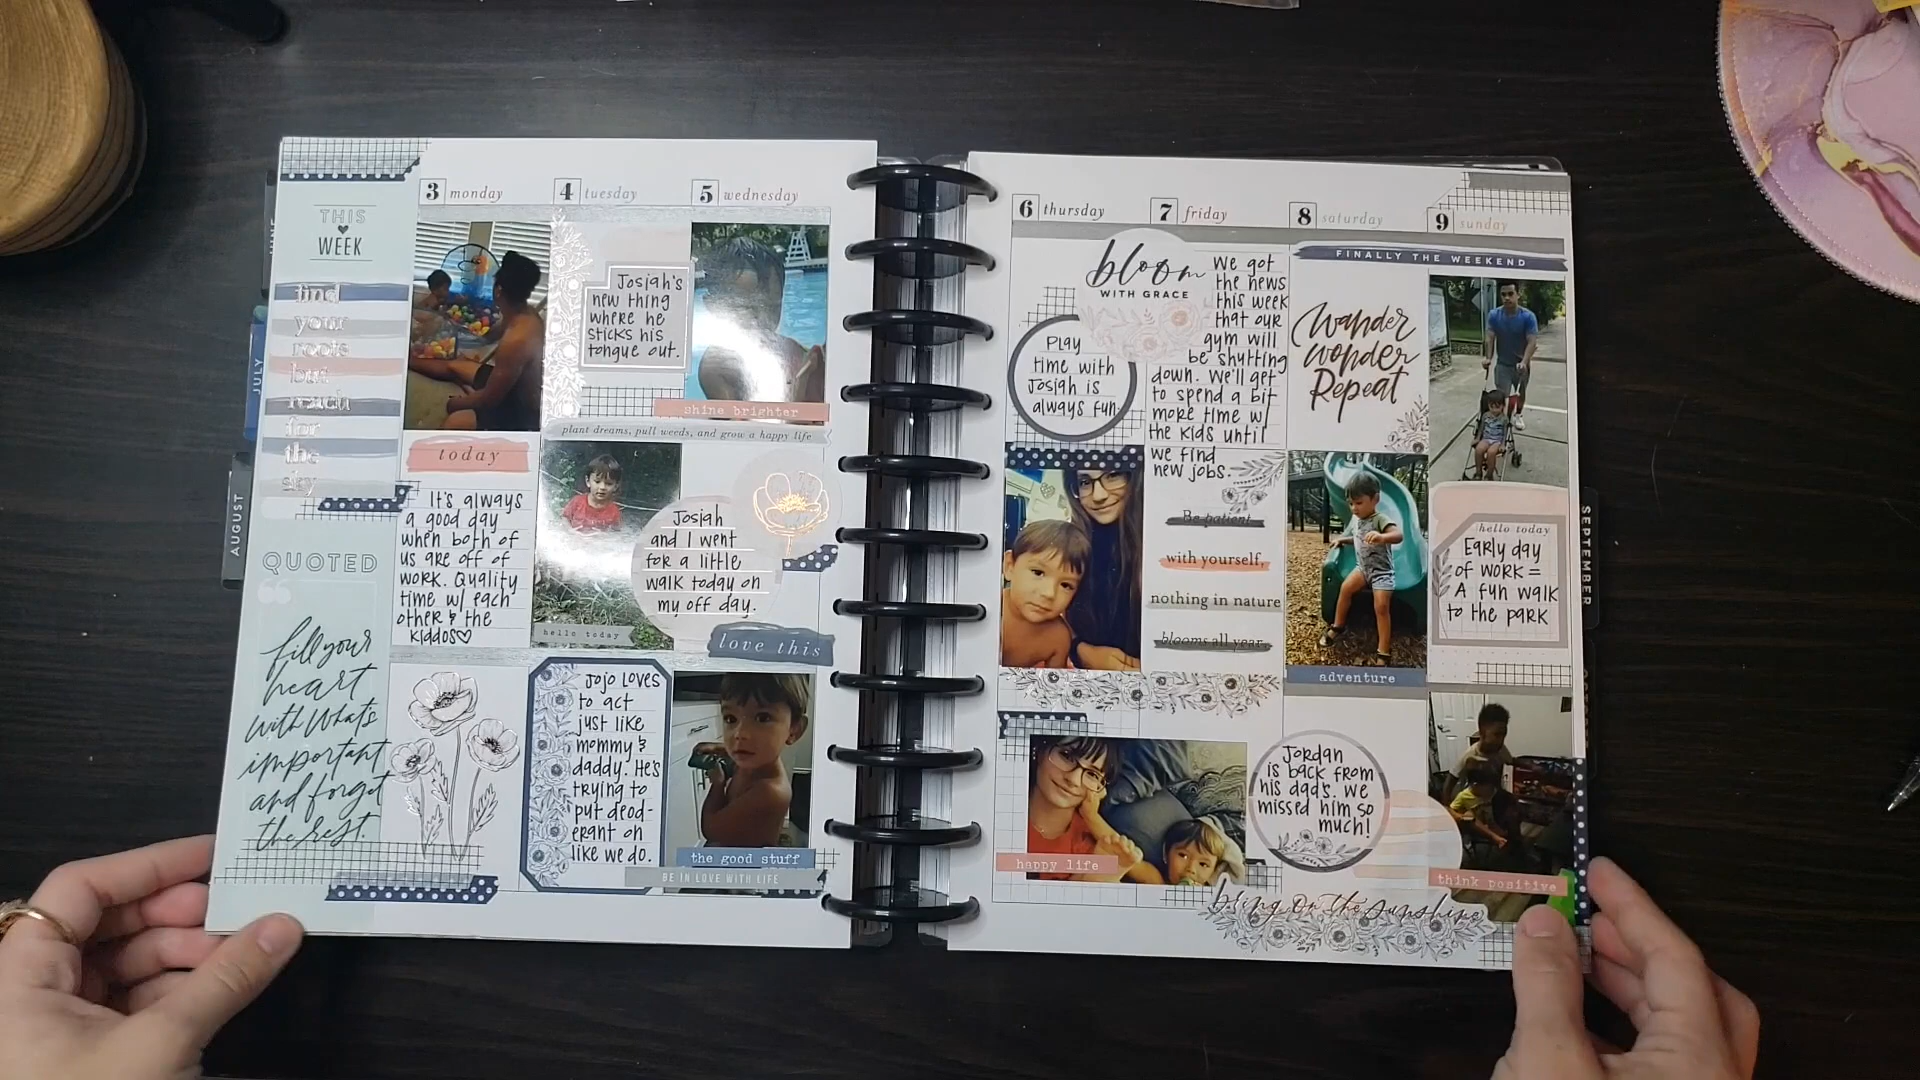 THIS
WEEK
find
your
roots
but
reach
for
the
sky
QUOTED
fill your
heart
with what's
important
and forget
the rest.
JULY
AUGUST
3 monday
4 tuesday
5 wednesday
today
It's always
a good day
when both of
us are off of
work. Quality
time w/ each
other & the
kiddos♡
Josiah's
new thing
where he
sticks his
tongue out.
shine brighter
plant dreams, pull weeds, and grow a happy life
hello today
Josiah
and I went
for a little
walk today on
my off day.
love this
Jojo loves
to act
just like
mommy &
daddy. He's
trying to
put deod-
erant on
like we do.
the good stuff
BE IN LOVE WITH LIFE
6 thursday
7 friday
8 saturday
9 sunday
bloom
WITH GRACE
Play
time with
Josiah is
always fun.
We got
the news
this week
that our
gym will
be shutting
down. We'll get
to spend a bit
more time w/
the kids until
we find
new jobs.
Be patient
with yourself,
nothing in nature
blooms all year.
happy life
FINALLY THE WEEKEND
Wander
wonder
Repeat
adventure
hello today
Early day
of work =
A fun walk
to the park
Jordan
is back from
his dad's. we
missed him so
much!
think positive
bring on the sunshine
SEPTEMBER